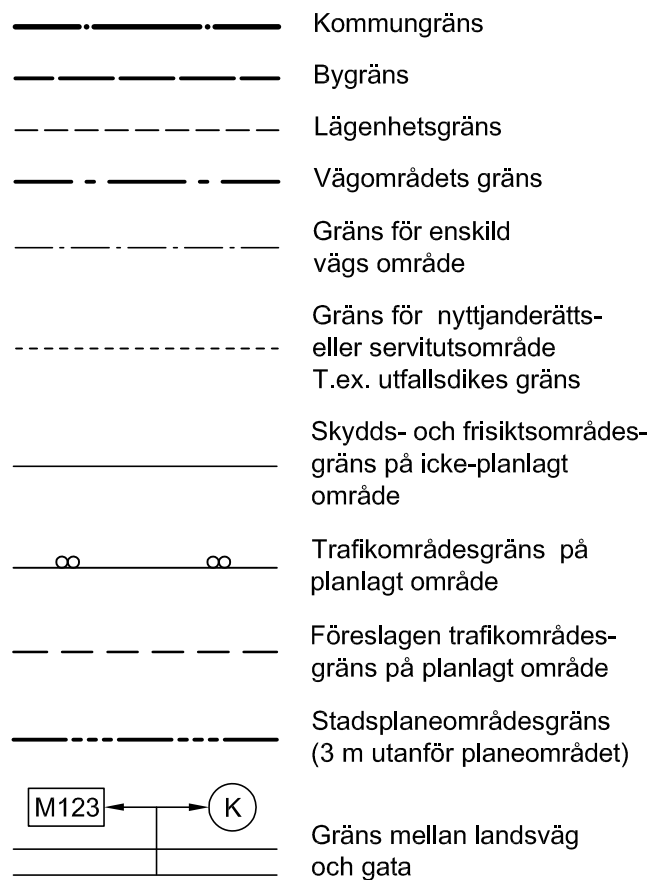 Kommungräns
Bygräns
Lägenhetsgräns
Vägområdets gräns
Gräns för enskild
vägs område
Gräns för nyttjanderätts-
eller servitutsområde
T.ex. utfallsdikes gräns
Skydds- och frisiktsområdes-
gräns på icke-planlagt
område
Trafikområdesgräns på
planlagt område
Föreslagen trafikområdes-
gräns på planlagt område
Stadsplaneområdesgräns
(3 m utanför planeområdet)
M123 K
Gräns mellan landsväg
och gata